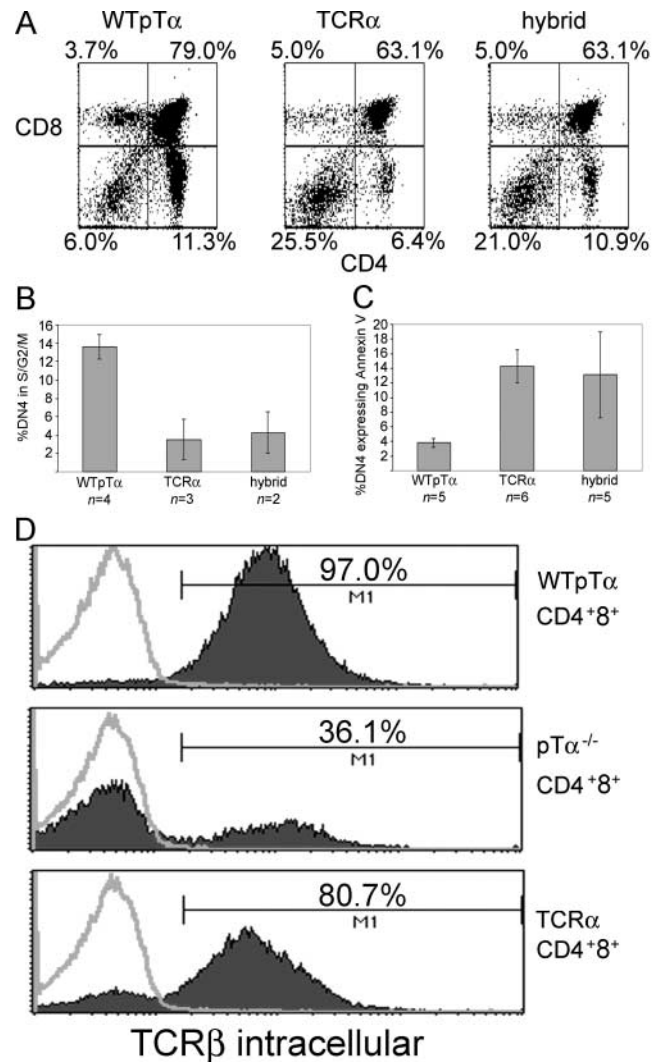 A
WTpTα TCRα hybrid
3.7% 79.0% 5.0% 63.1% 5.0% 63.1%
CD8
6.0% 11.3% 25.5% 6.4% 21.0% 10.9%
CD4
B
%DN4 in S/G2/M
16
14
12
10
8
6
4
2
WTpTα TCRα hybrid
n=4 n=3 n=2
C
%DN4 expressing Annexin V
20
18
16
14
12
10
8
6
4
2
WTpTα TCRα hybrid
n=5 n=6 n=5
D
97.0%
M1
WTpTα
CD4+8+
36.1%
M1
pTα-/-
CD4+8+
80.7%
M1
TCRα
CD4+8+
TCRβ intracellular